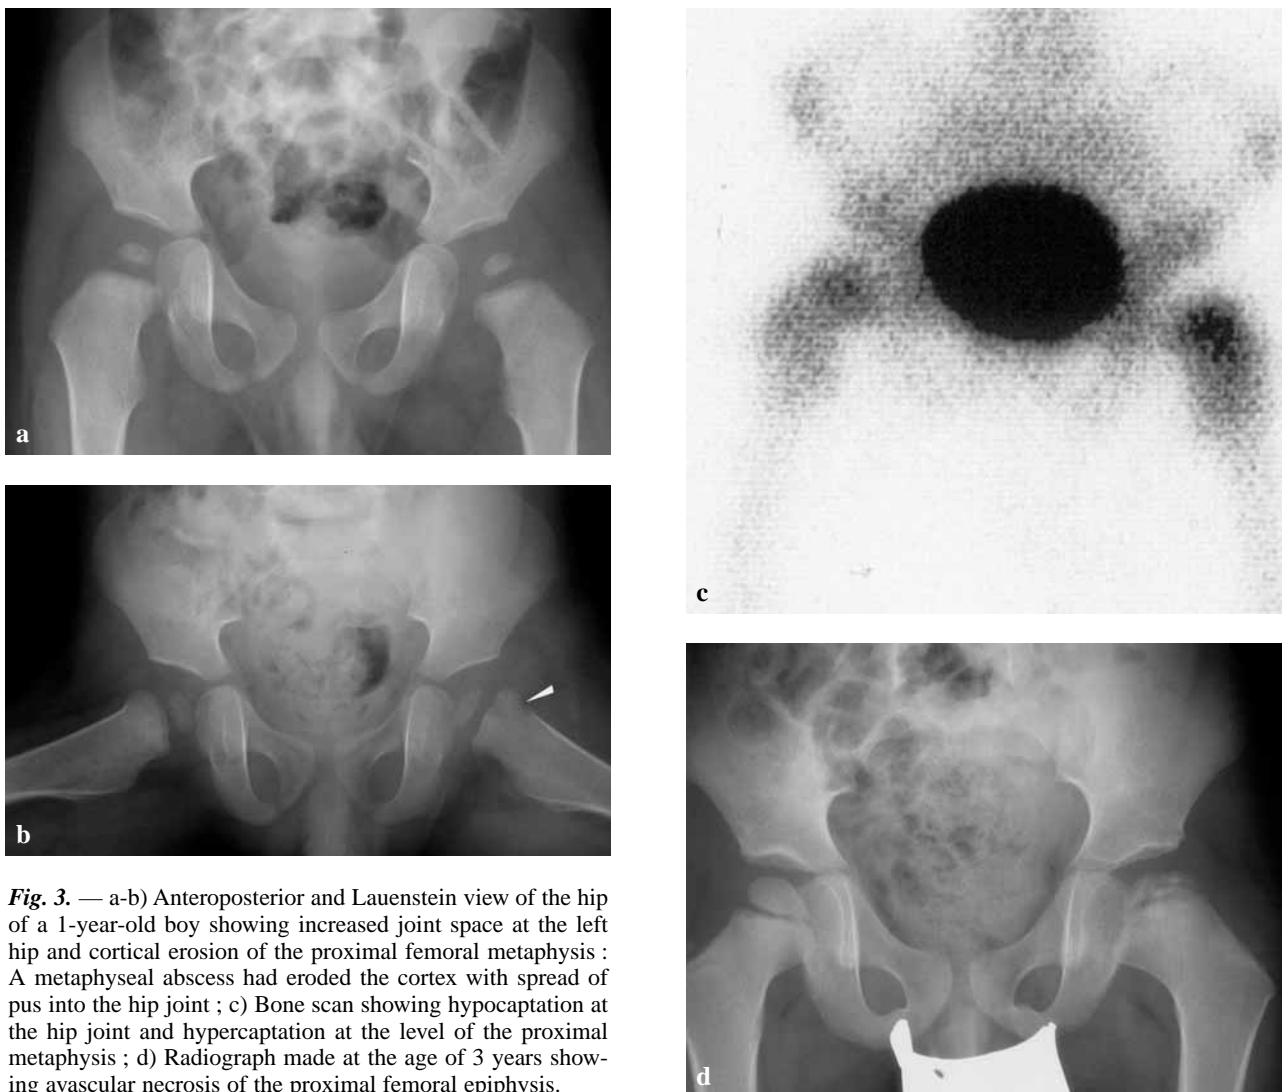 a
b
c
d
Fig. 3. — a-b) Anteroposterior and Lauenstein view of the hip
of a 1-year-old boy showing increased joint space at the left
hip and cortical erosion of the proximal femoral metaphysis :
A metaphyseal abscess had eroded the cortex with spread of
pus into the hip joint ; c) Bone scan showing hypocaptation at
the hip joint and hypercaptation at the level of the proximal
metaphysis ; d) Radiograph made at the age of 3 years show-
ing avascular necrosis of the proximal femoral epiphysis.